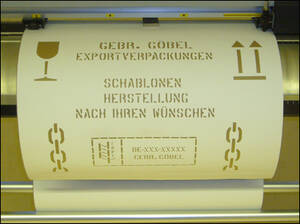 GEBR. GÖBEL
EXPORTVERPACKUNGEN
SCHABLONEN
HERSTELLUNG
NACH IHREN WÜNSCHEN
DE-XXX-XXXXX
GEBR. GÖBEL